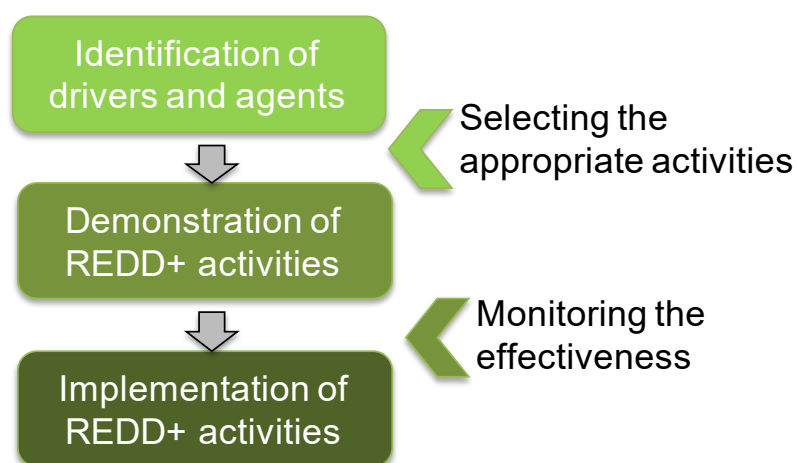 Identification of
drivers and agents
Selecting the
appropriate activities
Demonstration of
REDD+ activities
Monitoring the
effectiveness
Implementation of
REDD+ activities